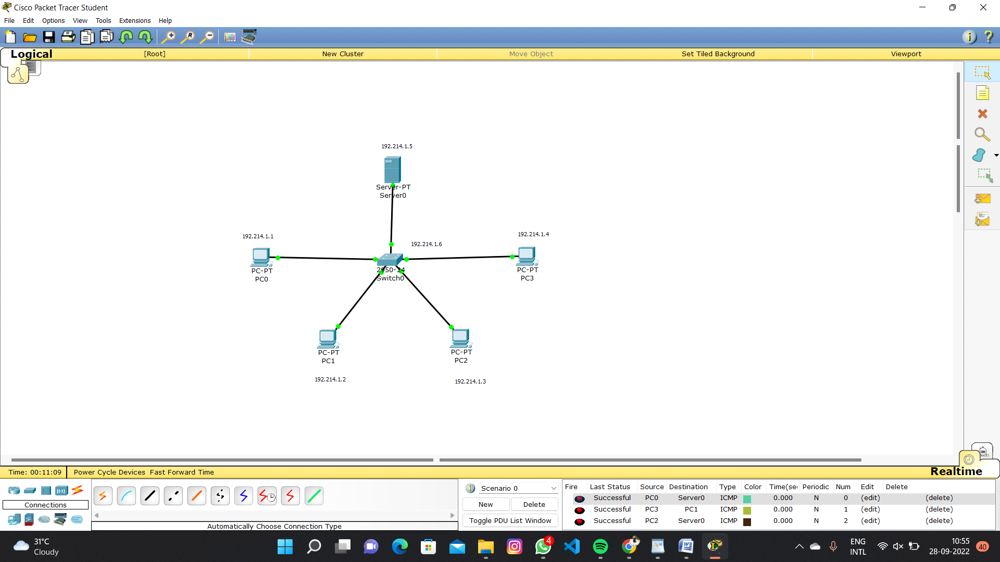 Cisco Packet Tracer Student
File Edit Options View Tools Extensions Help
Logical [Root] New Cluster Move Object Set Tiled Background Viewport
192.214.1.5
Server-PT
Server0
192.214.1.1
192.214.1.6
192.214.1.4
PC-PT
PC0
2950-24
Switch0
PC-PT
PC3
PC-PT
PC1
PC-PT
PC2
192.214.1.2
192.214.1.3
Time: 00:11:09 Power Cycle Devices Fast Forward Time
Realtime
Connections
Automatically Choose Connection Type
Scenario 0
New Delete
Toggle PDU List Window
Fire Last Status Source Destination Type Color Time(sec Periodic Num Edit Delete
Successful PC0 Server0 ICMP 0.000 N 0 (edit) (delete)
Successful PC3 PC1 ICMP 0.000 N 1 (edit) (delete)
Successful PC2 Server0 ICMP 0.000 N 2 (edit) (delete)
31°C
Cloudy
4
ENG
INTL
10:55
28-09-2022
40